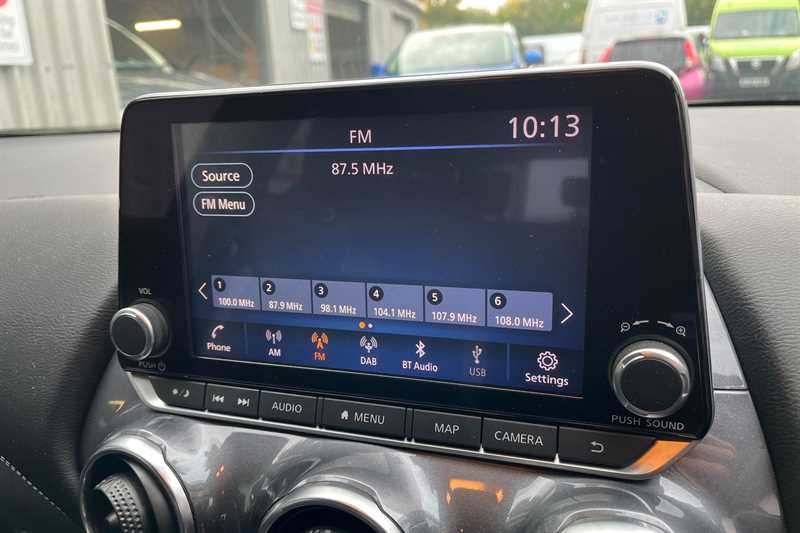 FM
10:13
87.5 MHz
Source
FM Menu
1 2 3 4 5 6
100.0 MHz 87.9 MHz 98.1 MHz 104.1 MHz 107.9 MHz 108.0 MHz
Phone AM FM DAB BT Audio USB Settings
VOL
PUSH
PUSH SOUND
AUDIO MENU MAP CAMERA